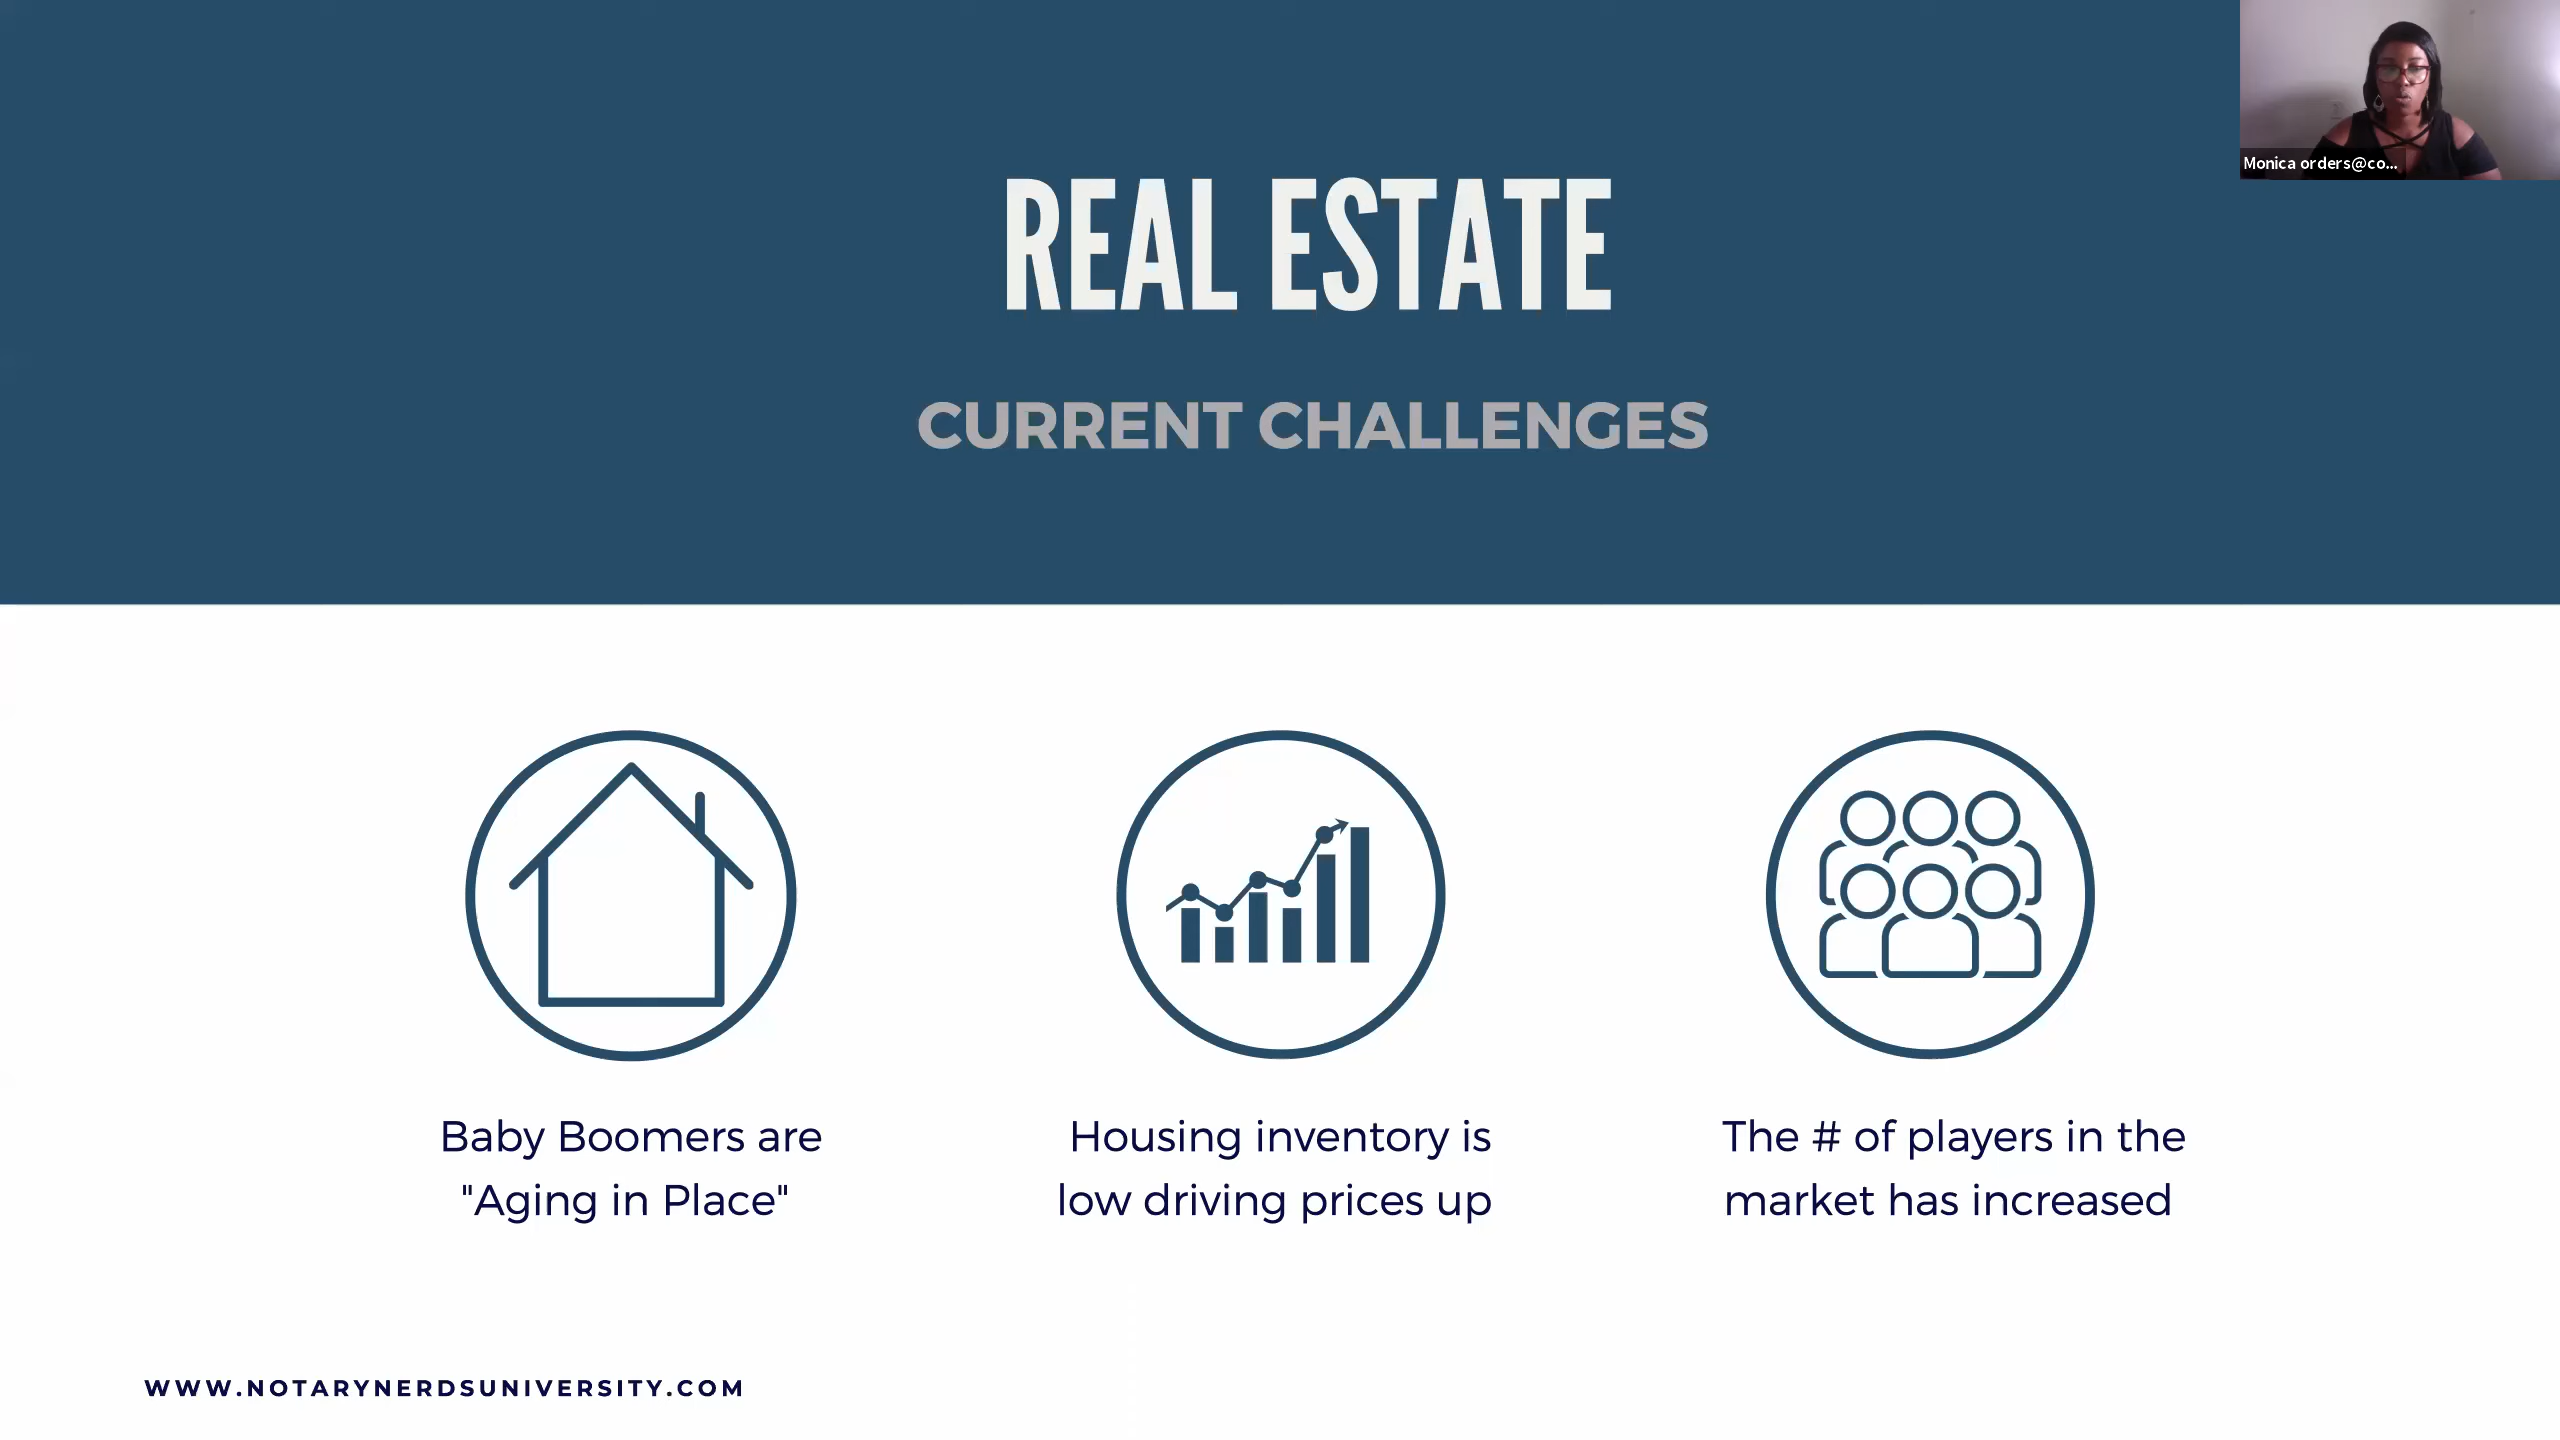 REAL ESTATE
CURRENT CHALLENGES
Monica orders@co...
Baby Boomers are
"Aging in Place"
Housing inventory is
low driving prices up
The # of players in the
market has increased
WWW.NOTARYNERDSUNIVERSITY.COM